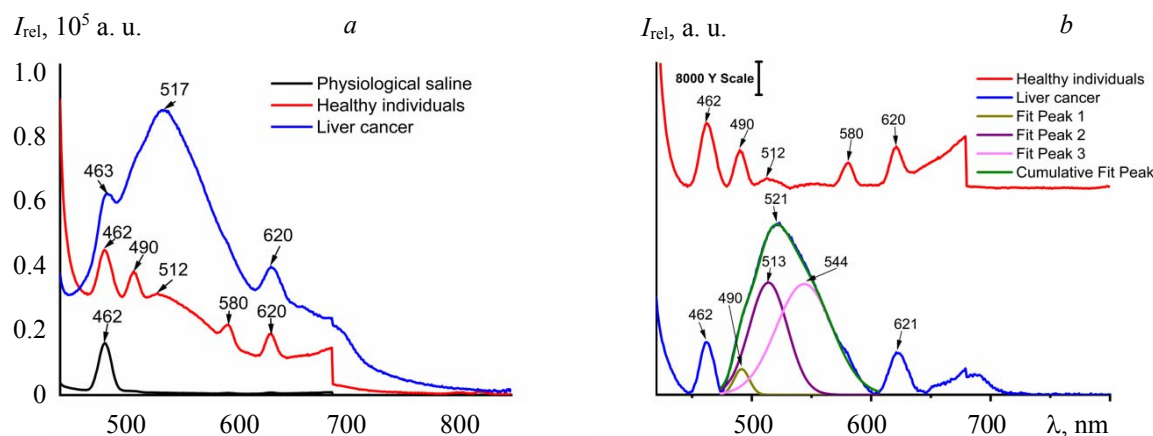 I_rel, 10⁵ a. u.
a
1.0
0.8
0.6
0.4
0.2
0
500
600
700
800
Physiological saline
Healthy individuals
Liver cancer
517
463
462
490
512
580
620
620
462
I_rel, a. u.
b
8000 Y Scale
Healthy individuals
Liver cancer
Fit Peak 1
Fit Peak 2
Fit Peak 3
Cumulative Fit Peak
462
490
512
580
620
521
513
544
490
462
621
500
600
700
λ, nm